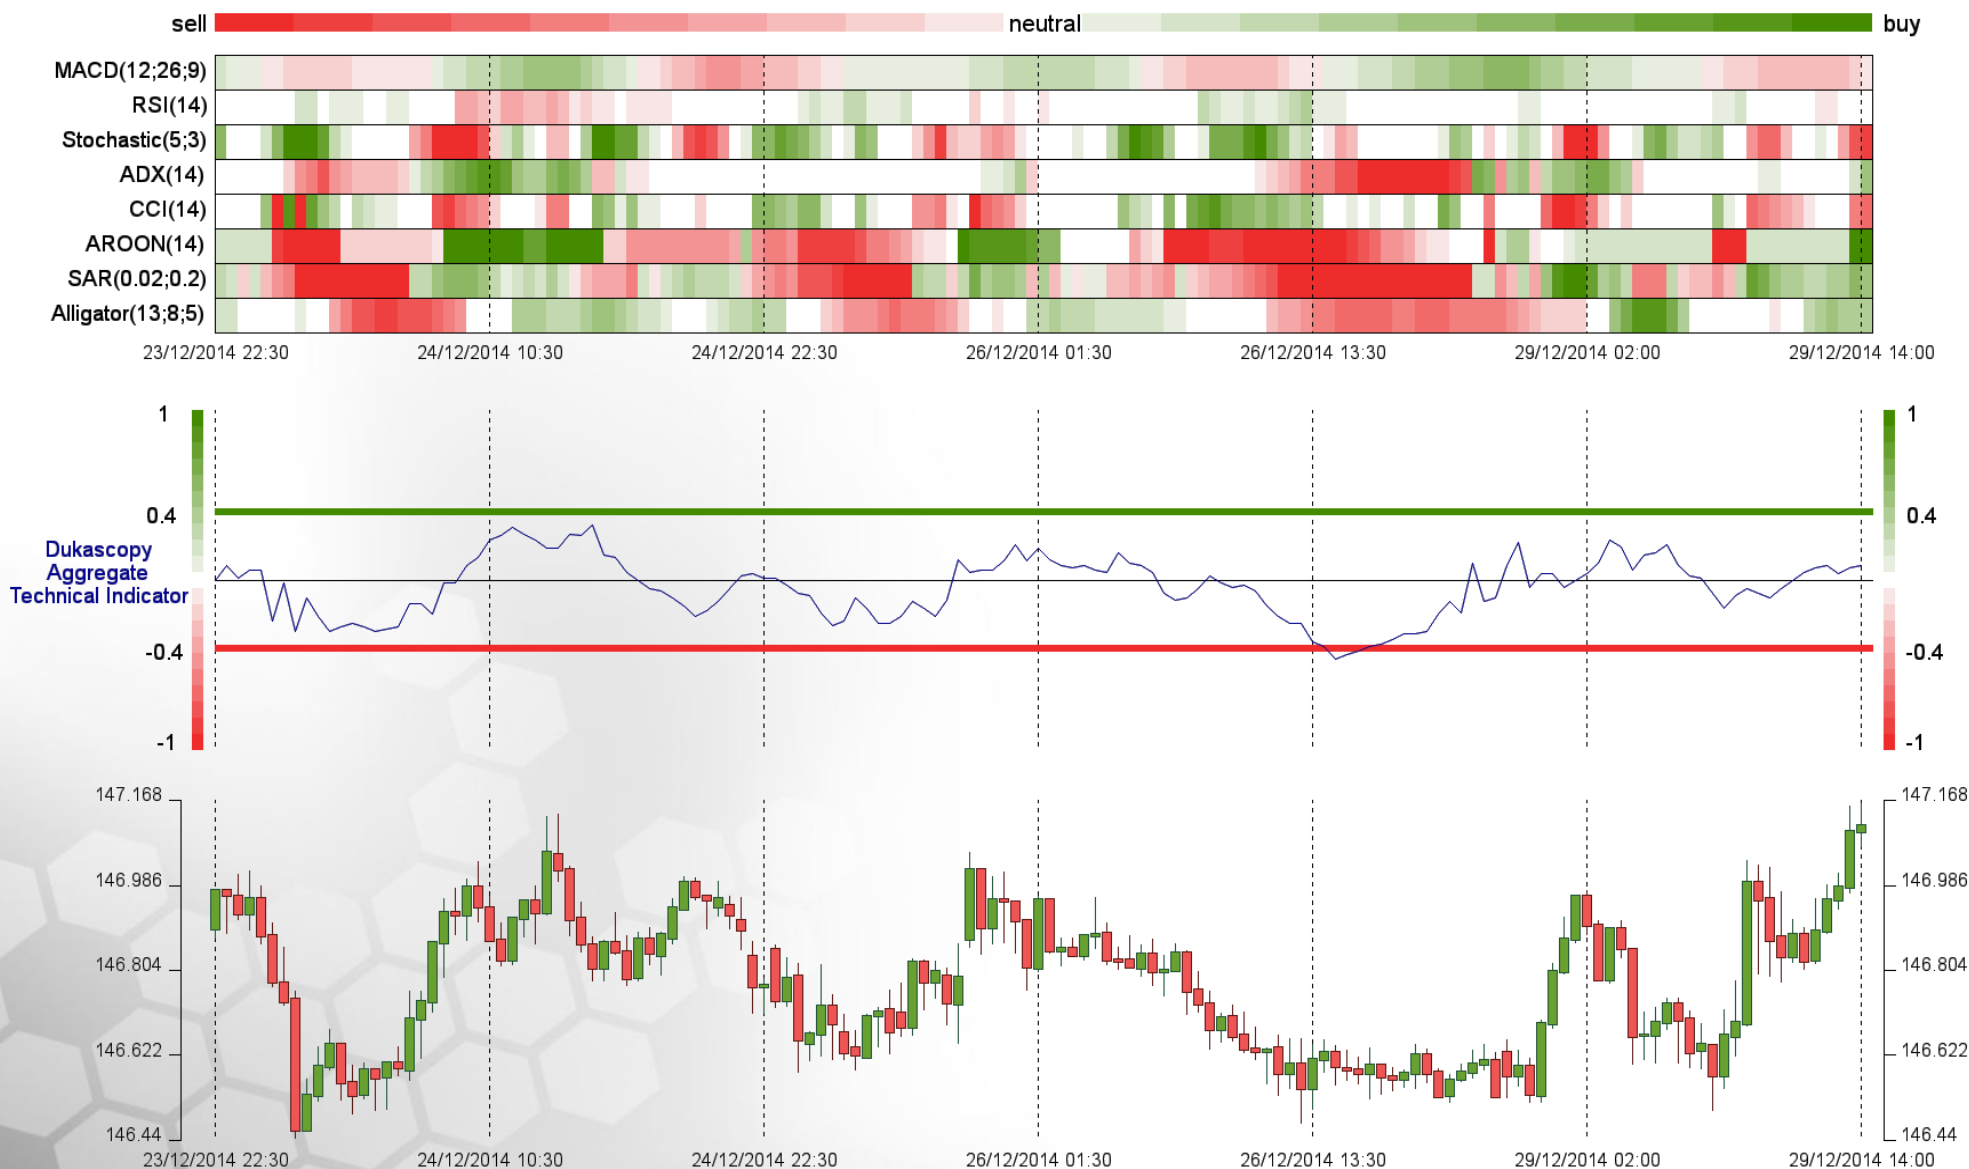 sell neutral buy
MACD(12;26;9)
RSI(14)
Stochastic(5;3)
ADX(14)
CCI(14)
AROON(14)
SAR(0.02;0.2)
Alligator(13;8;5)
23/12/2014 22:30 24/12/2014 10:30 24/12/2014 22:30 26/12/2014 01:30 26/12/2014 13:30 29/12/2014 02:00 29/12/2014 14:00
1 1
0.4 0.4
Dukascopy
Aggregate
Technical Indicator
-0.4 -0.4
-1 -1
147.168 147.168
146.986 146.986
146.804 146.804
146.622 146.622
146.44 146.44
23/12/2014 22:30 24/12/2014 10:30 24/12/2014 22:30 26/12/2014 01:30 26/12/2014 13:30 29/12/2014 02:00 29/12/2014 14:00